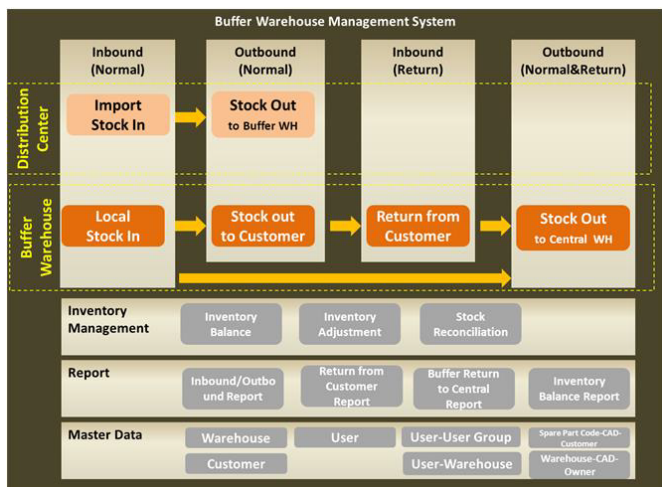 Buffer Warehouse Management System
Inbound
(Normal)
Outbound
(Normal)
Inbound
(Return)
Outbound
(Normal&Return)
Distribution
Center
Import
Stock In
Stock Out
to Buffer WH
Buffer
Warehouse
Local
Stock In
Stock out
to Customer
Return from
Customer
Stock Out
to Central WH
Inventory
Management
Inventory
Balance
Inventory
Adjustment
Stock
Reconciliation
Report
Inbound/Outbo
und Report
Return from
Customer
Report
Buffer Return
to Central
Report
Inventory
Balance Report
Master Data
Warehouse
User
User-User Group
Spare Part Code-CAD-
Customer
Customer
User-Warehouse
Warehouse-CAD-
Owner